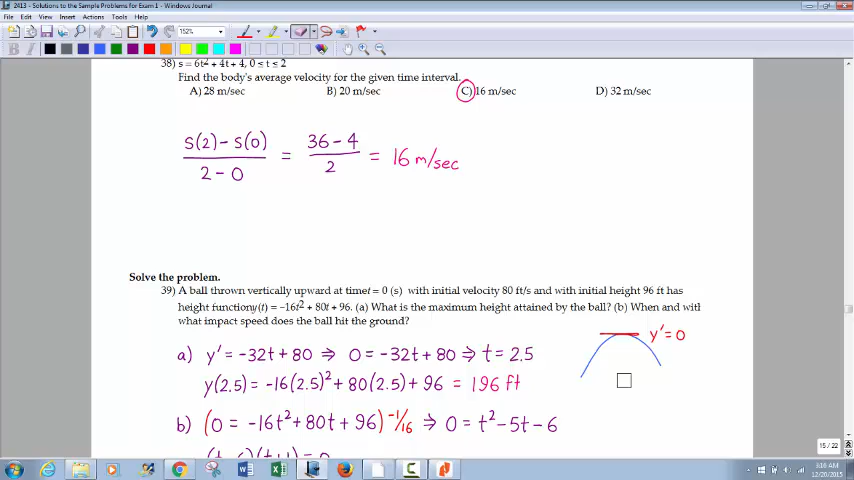 2413 - Solutions to the Sample Problems for Exam 1 - Windows Journal
File Edit View Insert Actions Tools Help
152%
38) s = 6t² + 4t + 4, 0 ≤ t ≤ 2
Find the body's average velocity for the given time interval.
A) 28 m/sec B) 20 m/sec C) 16 m/sec D) 32 m/sec
s(2) - s(0) / 2 - 0 = 36 - 4 / 2 = 16 m/sec
Solve the problem.
39) A ball thrown vertically upward at time t = 0 (s) with initial velocity 80 ft/s and with initial height 96 ft has
height function y(t) = -16t² + 80t + 96. (a) What is the maximum height attained by the ball? (b) When and with
what impact speed does the ball hit the ground?
y' = 0
a) y' = -32t + 80 ⇒ 0 = -32t + 80 ⇒ t = 2.5
y(2.5) = -16(2.5)² + 80(2.5) + 96 = 196 ft
b) (0 = -16t² + 80t + 96) -1/16 ⇒ 0 = t² - 5t - 6
15 / 22
3:10 AM
12/20/2015